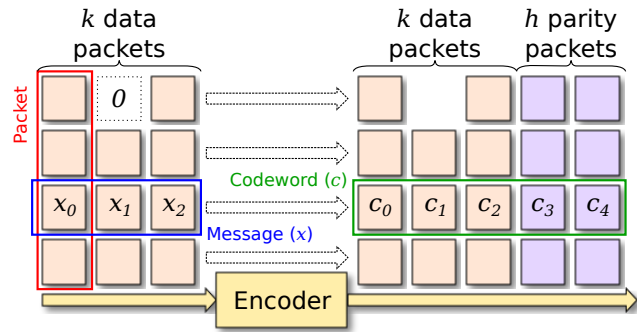 k data packets
k data packets
h parity packets
Packet
0
Codeword (c)
x0 x1 x2
c0 c1 c2 c3 c4
Message (x)
Encoder